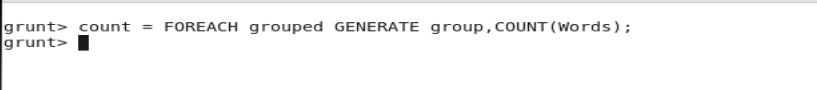 grunt> count = FOREACH grouped GENERATE group,COUNT(Words);
grunt>